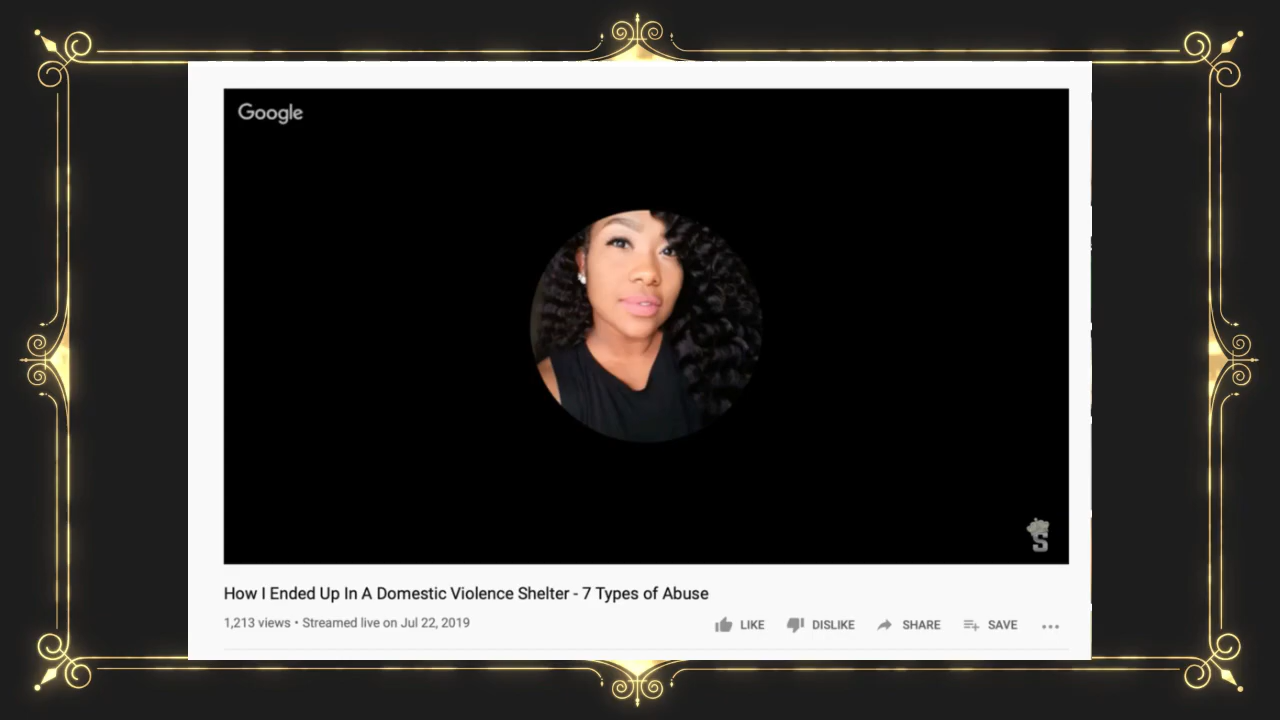 Google
S
How I Ended Up In A Domestic Violence Shelter - 7 Types of Abuse
1,213 views • Streamed live on Jul 22, 2019
LIKE DISLIKE SHARE SAVE